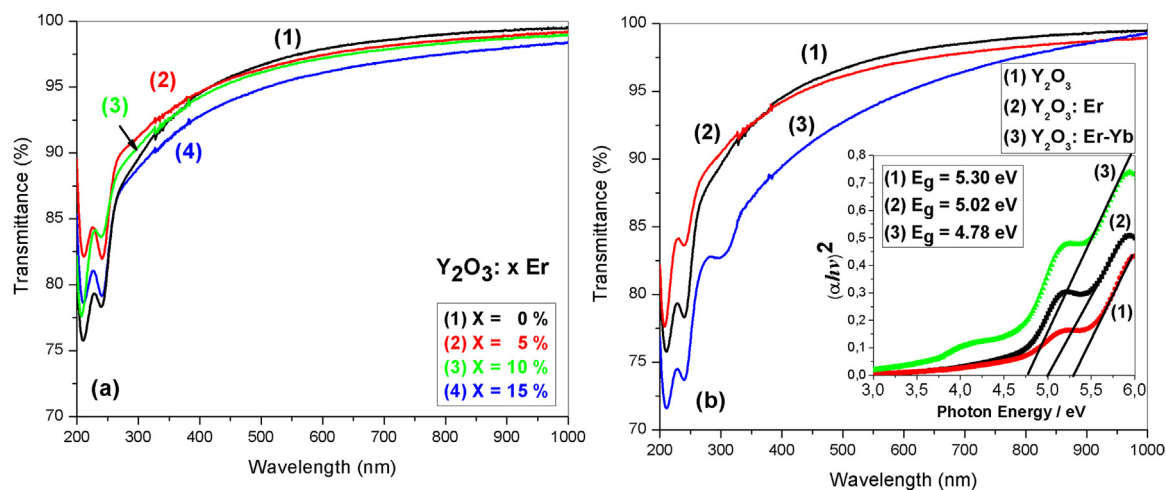 100
95
90
85
80
75
70
Transmittance (%)
(1)
(2)
(3)
(4)
Y₂O₃: x Er
(1) X = 0 %
(2) X = 5 %
(3) X = 10 %
(4) X = 15 %
(a)
200 300 400 500 600 700 800 900 1000
Wavelength (nm)
100
95
90
85
80
75
70
Transmittance (%)
(1)
(2)
(3)
(1) Y₂O₃
(2) Y₂O₃: Er
(3) Y₂O₃: Er-Yb
(b)
0,8
0,7
0,6
0,5
0,4
0,3
0,2
0,1
0,0
(αhν)²
(1) Eg = 5.30 eV
(2) Eg = 5.02 eV
(3) Eg = 4.78 eV
(3)
(2)
(1)
3,0 3,5 4,0 4,5 5,0 5,5 6,0
Photon Energy / eV
200 300 400 500 600 700 800 900 1000
Wavelength (nm)